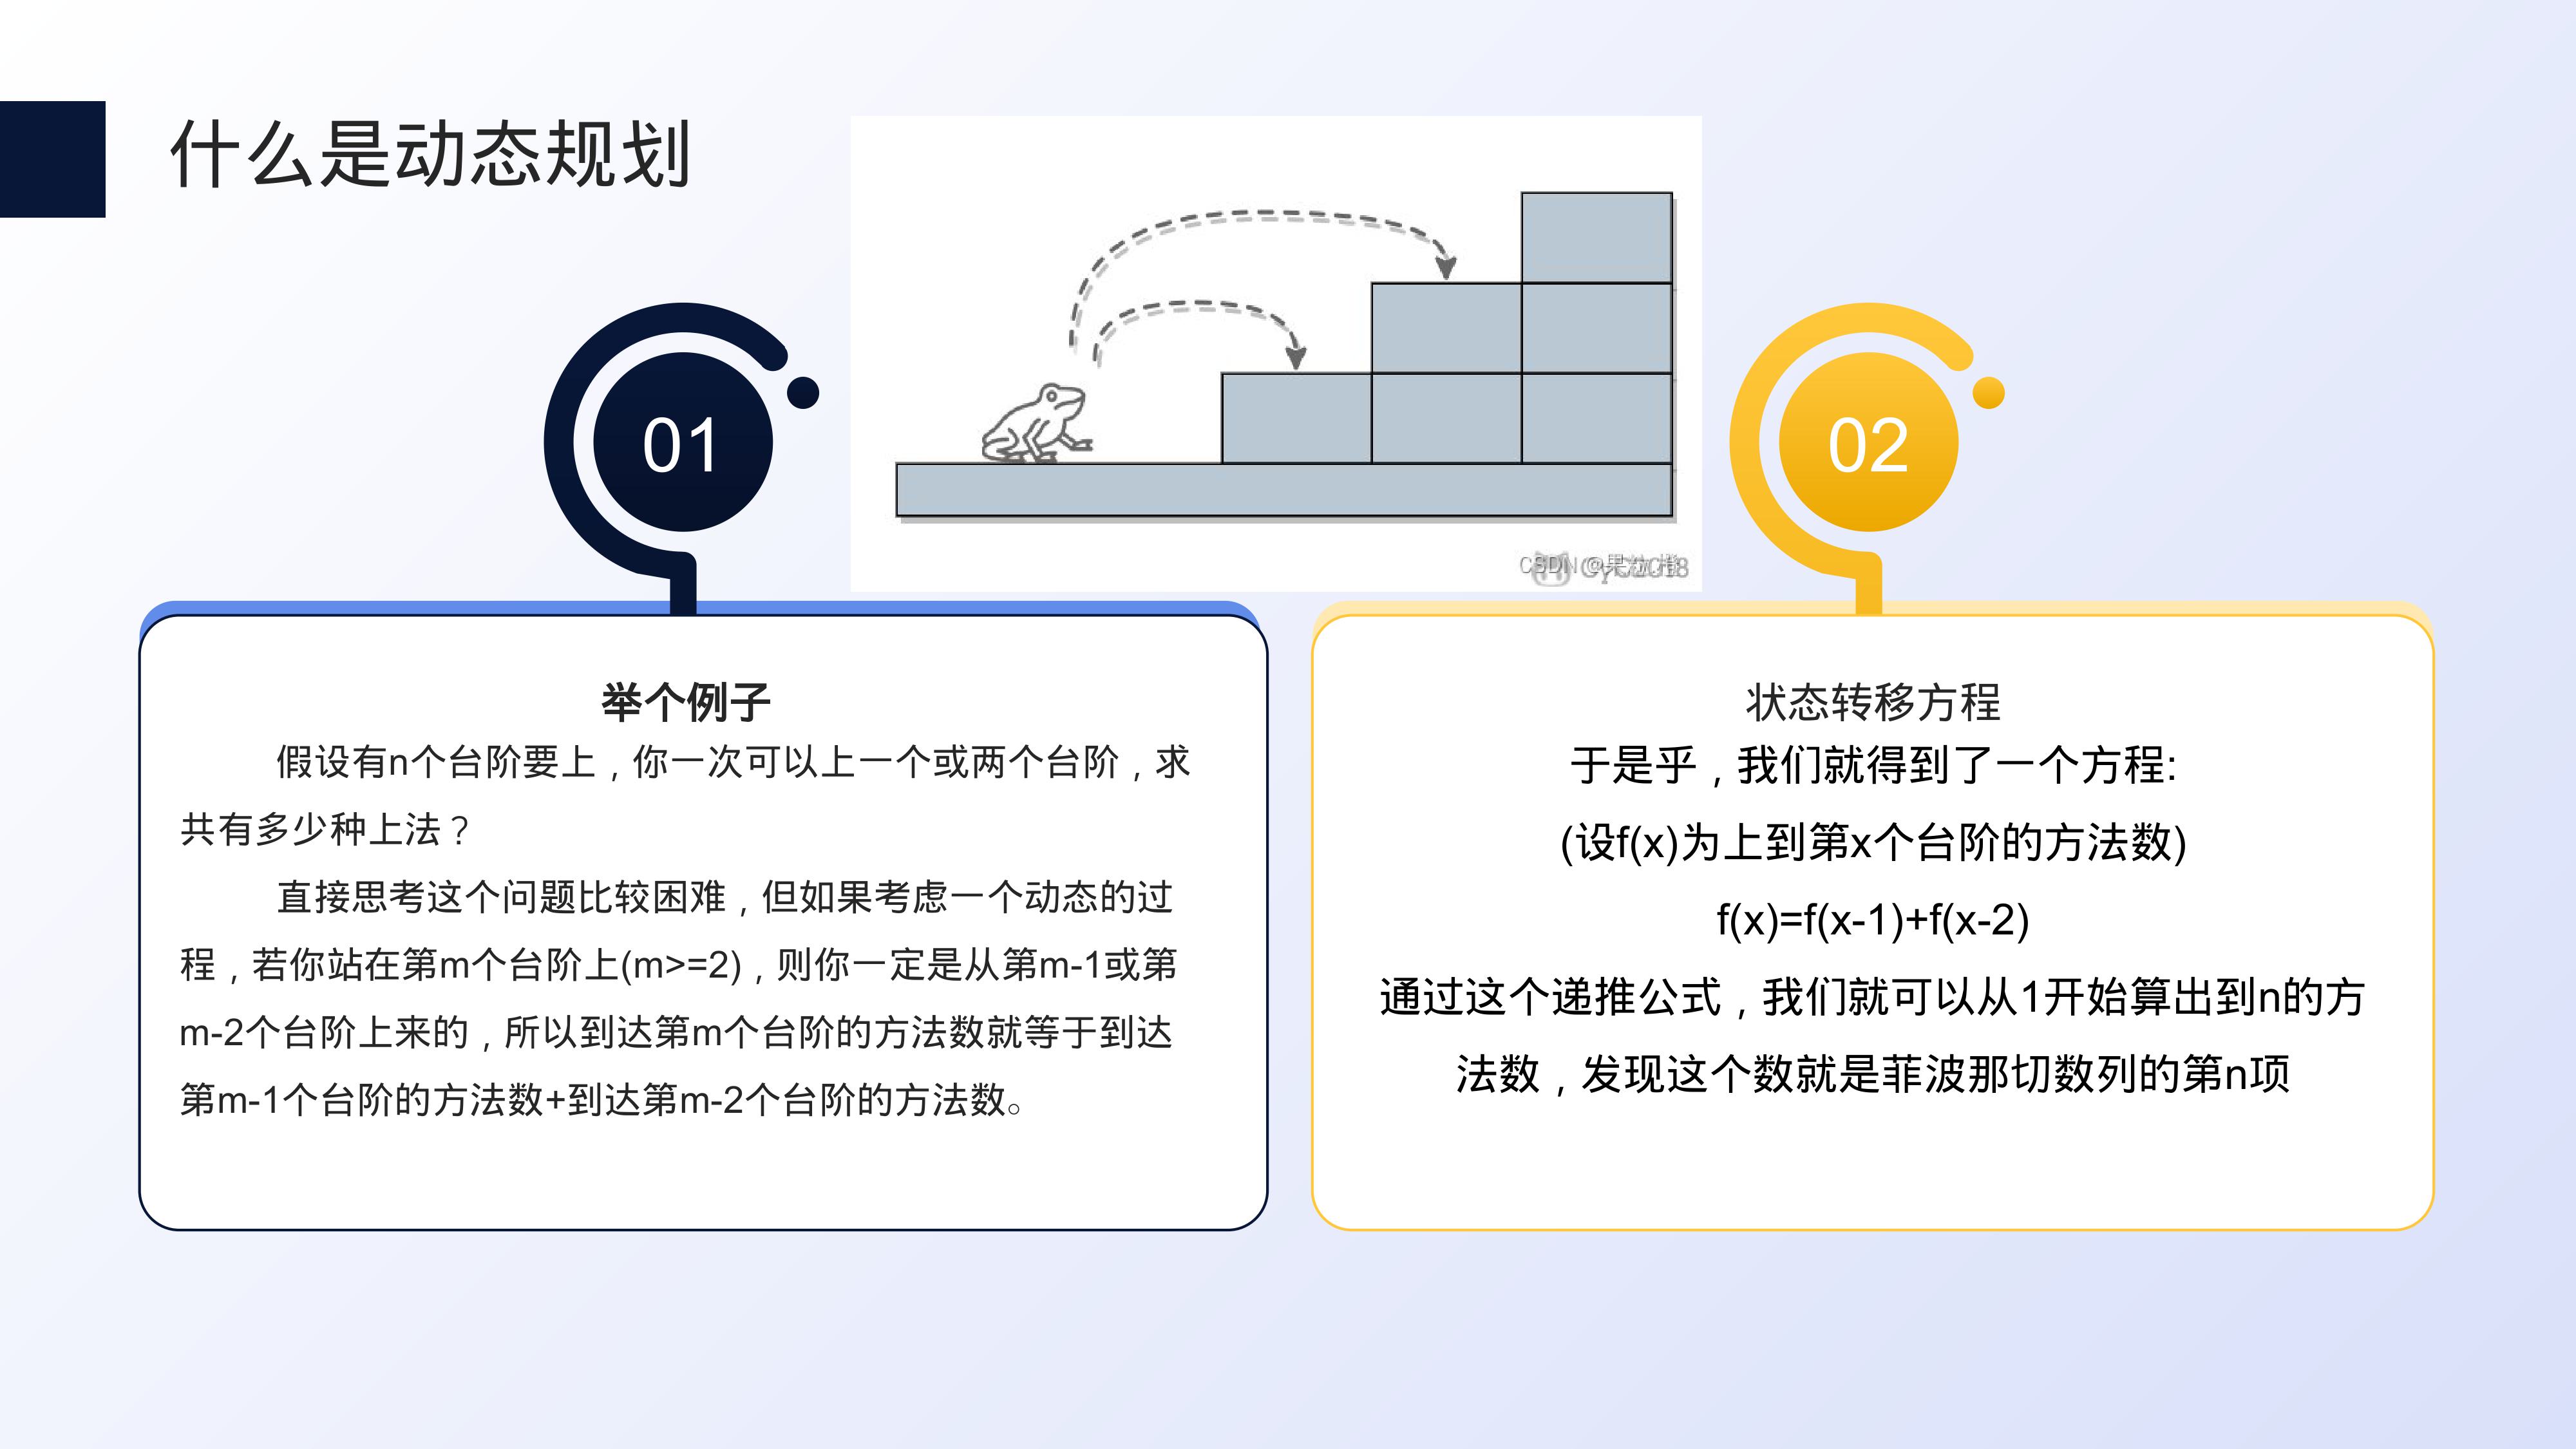 什么是动态规划
01
02
CSDN @果粒橙
举个例子
假设有n个台阶要上，你一次可以上一个或两个台阶，求
共有多少种上法？
直接思考这个问题比较困难，但如果考虑一个动态的过
程，若你站在第m个台阶上(m>=2)，则你一定是从第m-1或第
m-2个台阶上来的，所以到达第m个台阶的方法数就等于到达
第m-1个台阶的方法数+到达第m-2个台阶的方法数。
状态转移方程
于是乎，我们就得到了一个方程:
(设f(x)为上到第x个台阶的方法数)
f(x)=f(x-1)+f(x-2)
通过这个递推公式，我们就可以从1开始算出到n的方
法数，发现这个数就是菲波那切数列的第n项